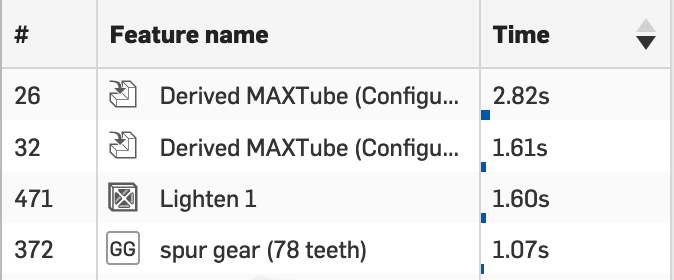 # Feature name Time
26 Derived MAXTube (Configu... 2.82s
32 Derived MAXTube (Configu... 1.61s
471 Lighten 1 1.60s
372 GG spur gear (78 teeth) 1.07s